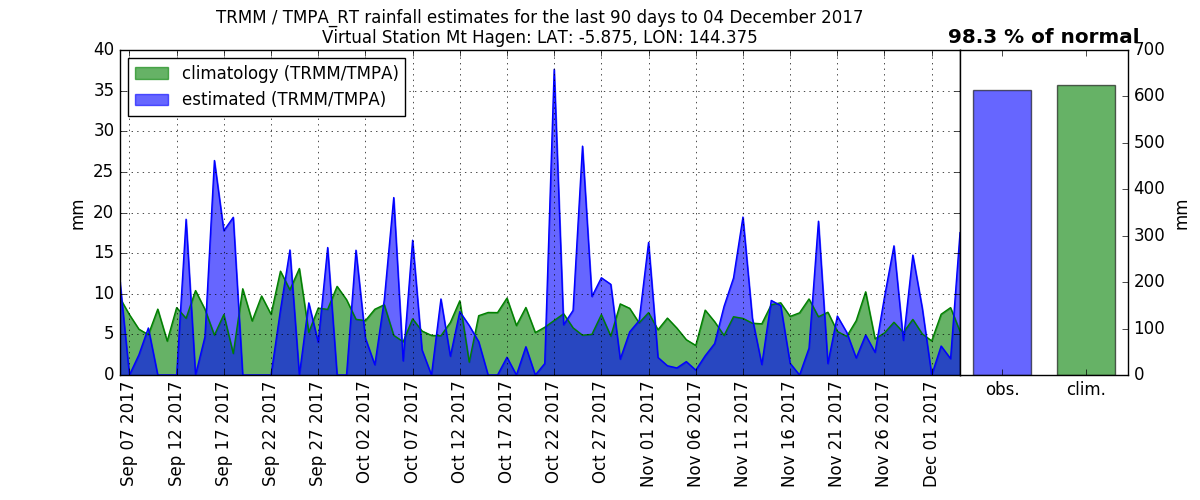 TRMM / TMPA_RT rainfall estimates for the last 90 days to 04 December 2017
Virtual Station Mt Hagen: LAT: -5.875, LON: 144.375
98.3 % of normal
climatology (TRMM/TMPA)
estimated (TRMM/TMPA)
40
35
30
25
20
15
10
5
0
mm
700
600
500
400
300
200
100
0
mm
obs.
clim.
Sep 07 2017
Sep 12 2017
Sep 17 2017
Sep 22 2017
Sep 27 2017
Oct 02 2017
Oct 07 2017
Oct 12 2017
Oct 17 2017
Oct 22 2017
Oct 27 2017
Nov 01 2017
Nov 06 2017
Nov 11 2017
Nov 16 2017
Nov 21 2017
Nov 26 2017
Dec 01 2017